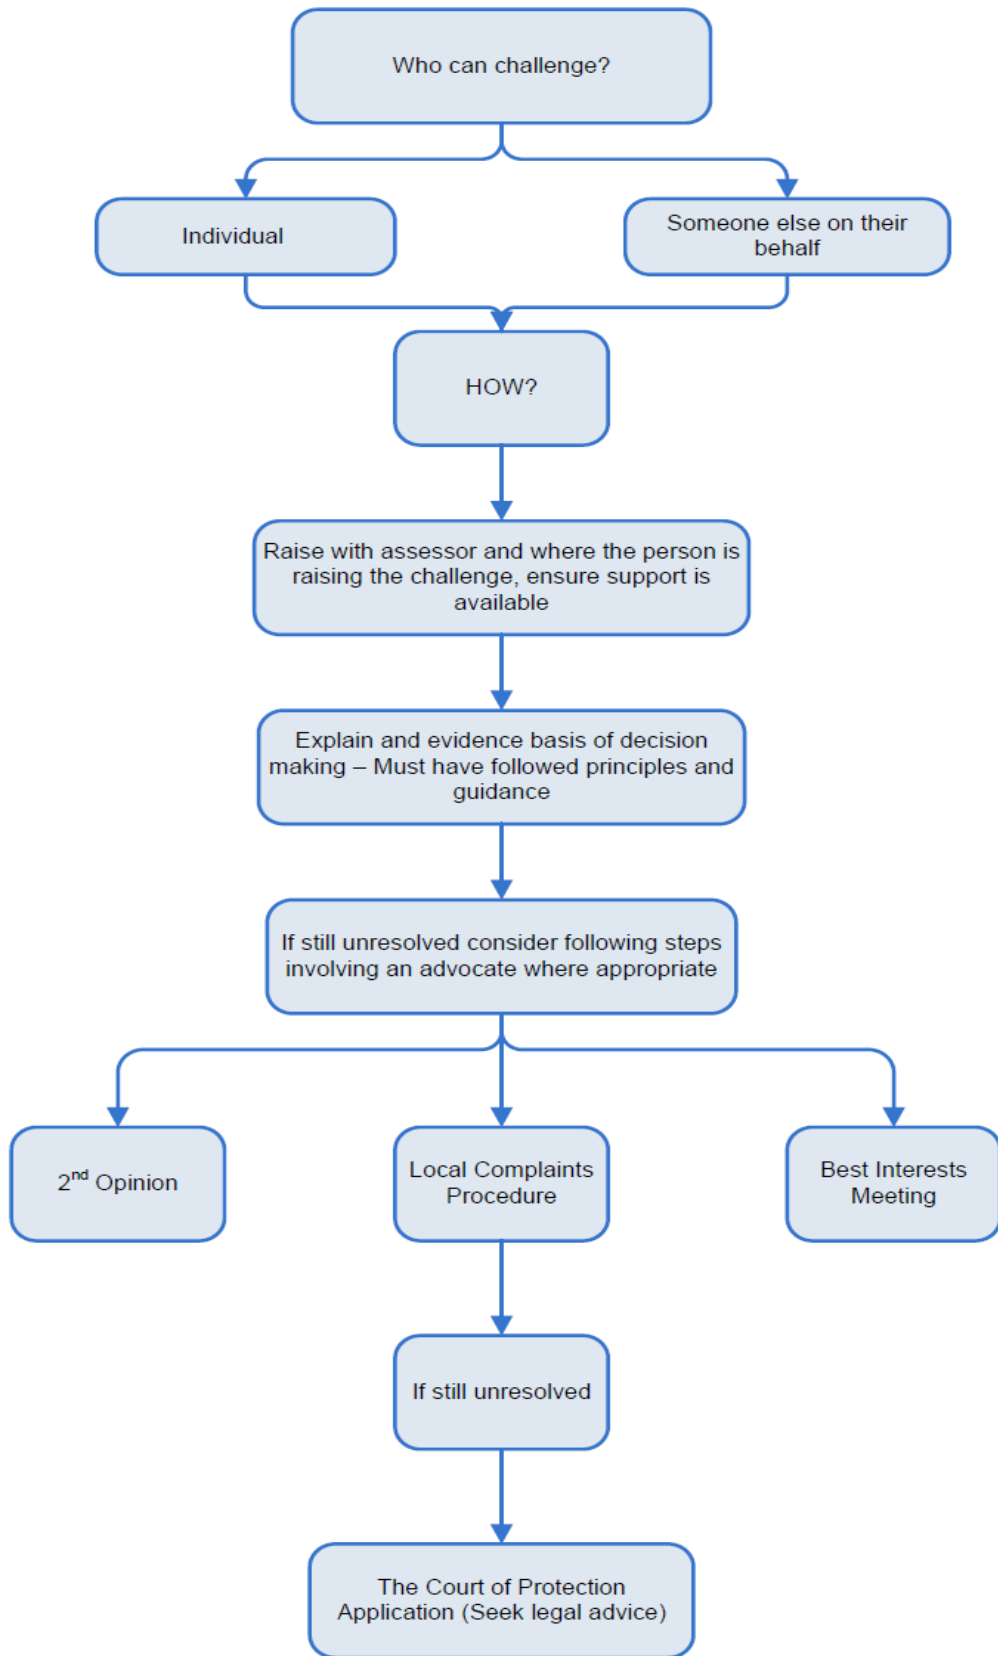 Who can challenge?
Individual
Someone else on their
behalf
HOW?
Raise with assessor and where the person is
raising the challenge, ensure support is
available
Explain and evidence basis of decision
making – Must have followed principles and
guidance
If still unresolved consider following steps
involving an advocate where appropriate
2nd Opinion
Local Complaints
Procedure
Best Interests
Meeting
If still unresolved
The Court of Protection
Application (Seek legal advice)